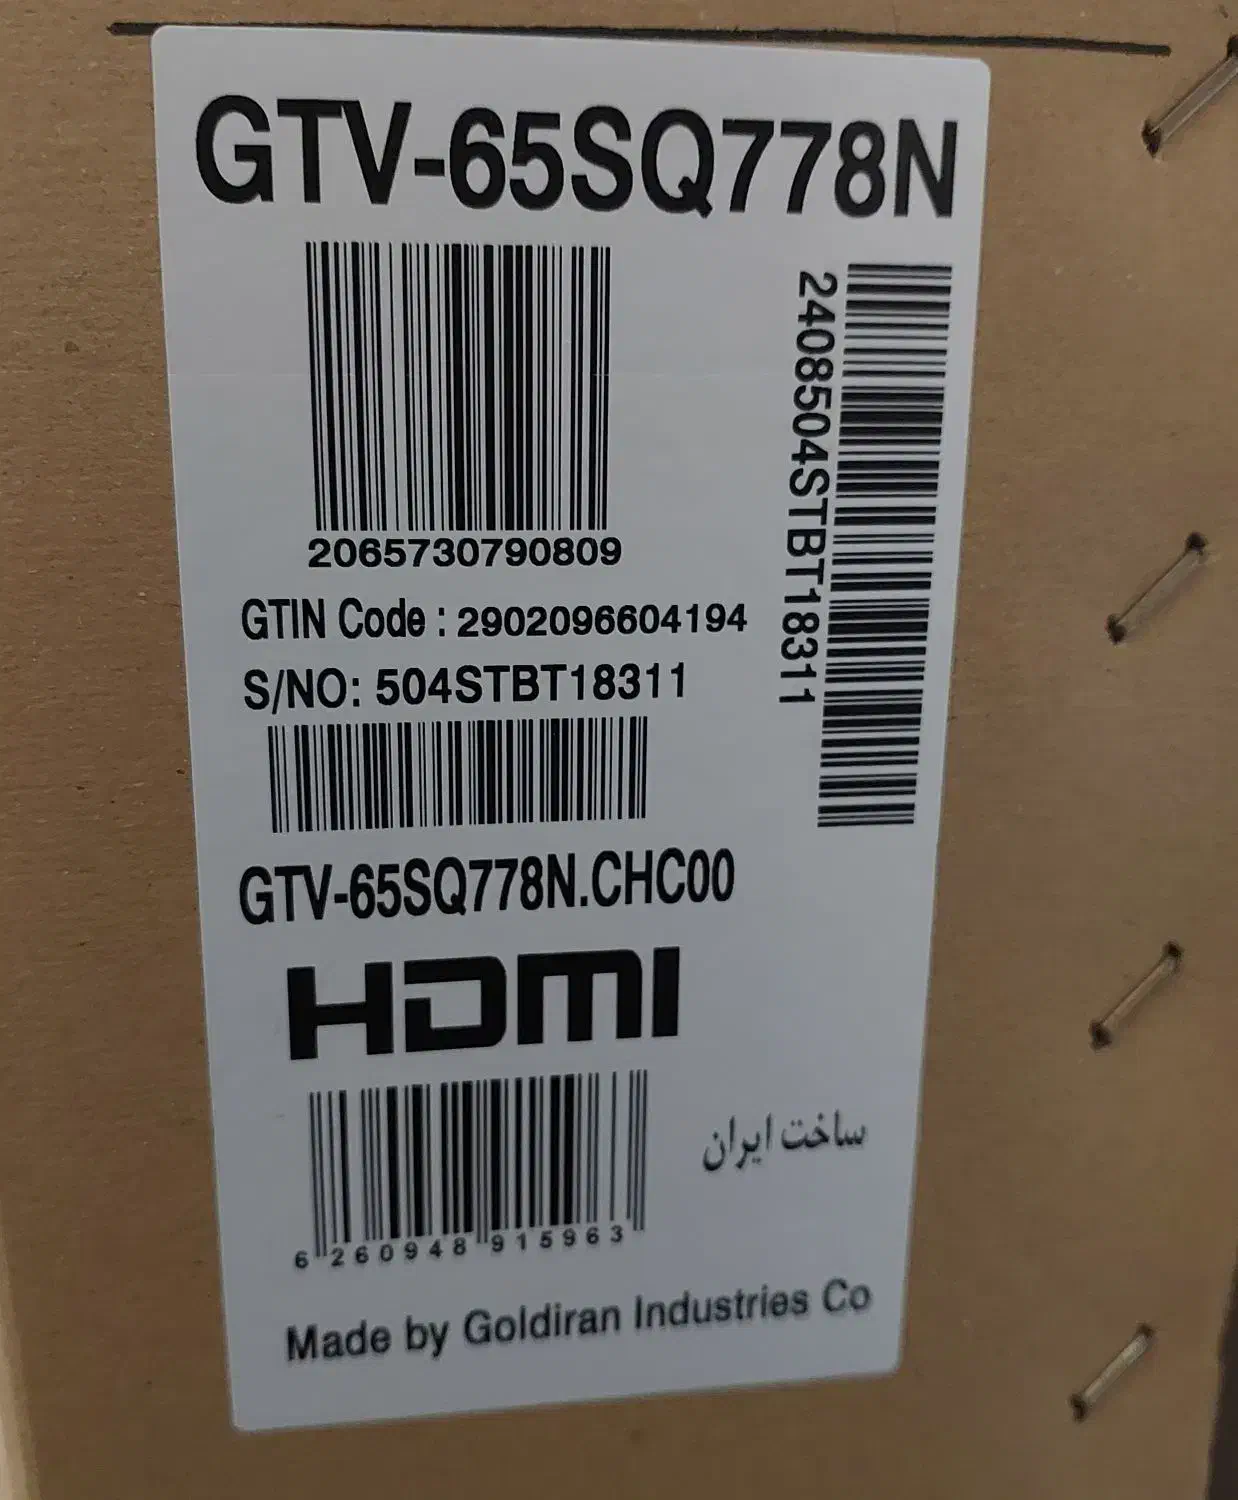 GTV-65SQ778N
2065730790809
2408504STBT18311
GTIN Code : 2902096604194
S/NO: 504STBT18311
GTV-65SQ778N.CHC00
HDMI
6 260948 915963
ساخت ایران
Made by Goldiran Industries Co